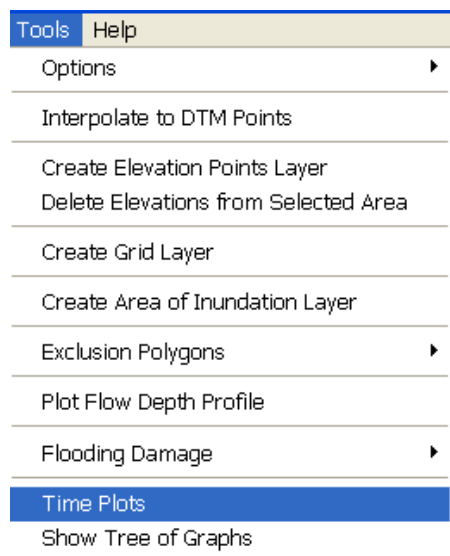 Tools Help
Options
Interpolate to DTM Points
Create Elevation Points Layer
Delete Elevations from Selected Area
Create Grid Layer
Create Area of Inundation Layer
Exclusion Polygons
Plot Flow Depth Profile
Flooding Damage
Time Plots
Show Tree of Graphs